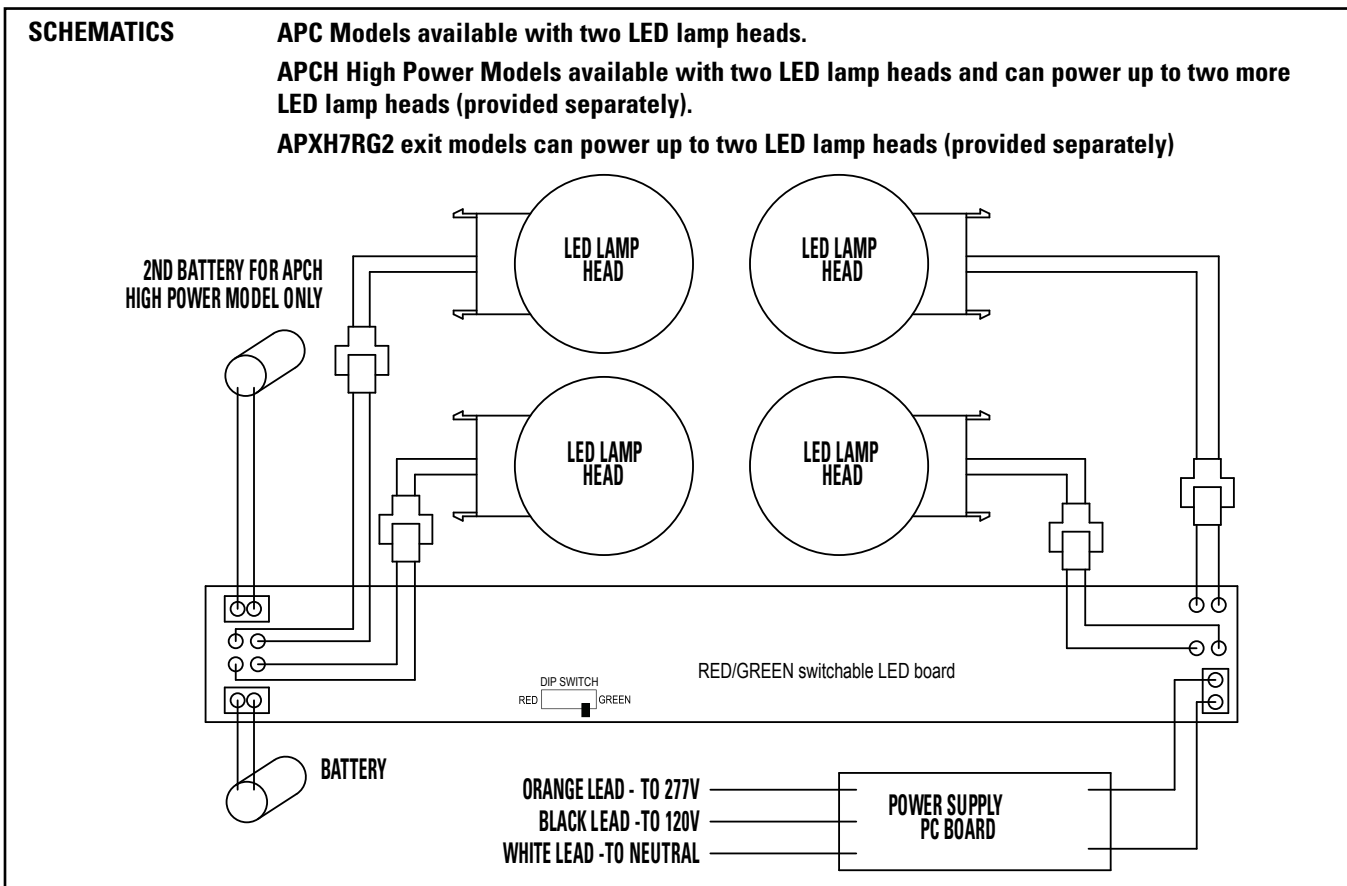 SCHEMATICS
APC Models available with two LED lamp heads.
APCH High Power Models available with two LED lamp heads and can power up to two more
LED lamp heads (provided separately).
APXH7RG2 exit models can power up to two LED lamp heads (provided separately)
LED LAMP
HEAD
LED LAMP
HEAD
2ND BATTERY FOR APCH
HIGH POWER MODEL ONLY
LED LAMP
HEAD
LED LAMP
HEAD
RED/GREEN switchable LED board
DIP SWITCH
RED
GREEN
BATTERY
ORANGE LEAD - TO 277V
BLACK LEAD -TO 120V
WHITE LEAD -TO NEUTRAL
POWER SUPPLY
PC BOARD